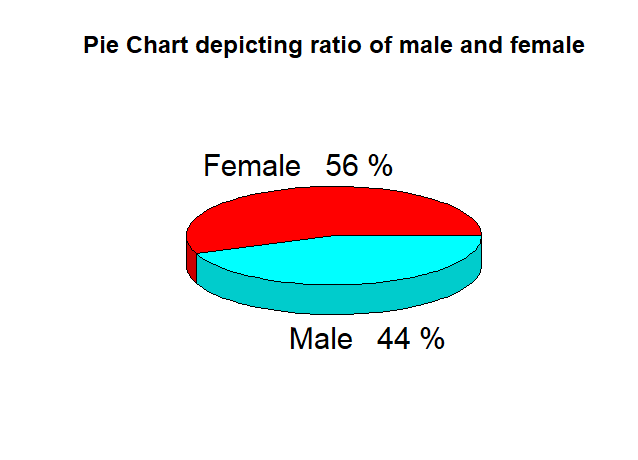 Pie Chart depicting ratio of male and female
Female 56 %
Male 44 %